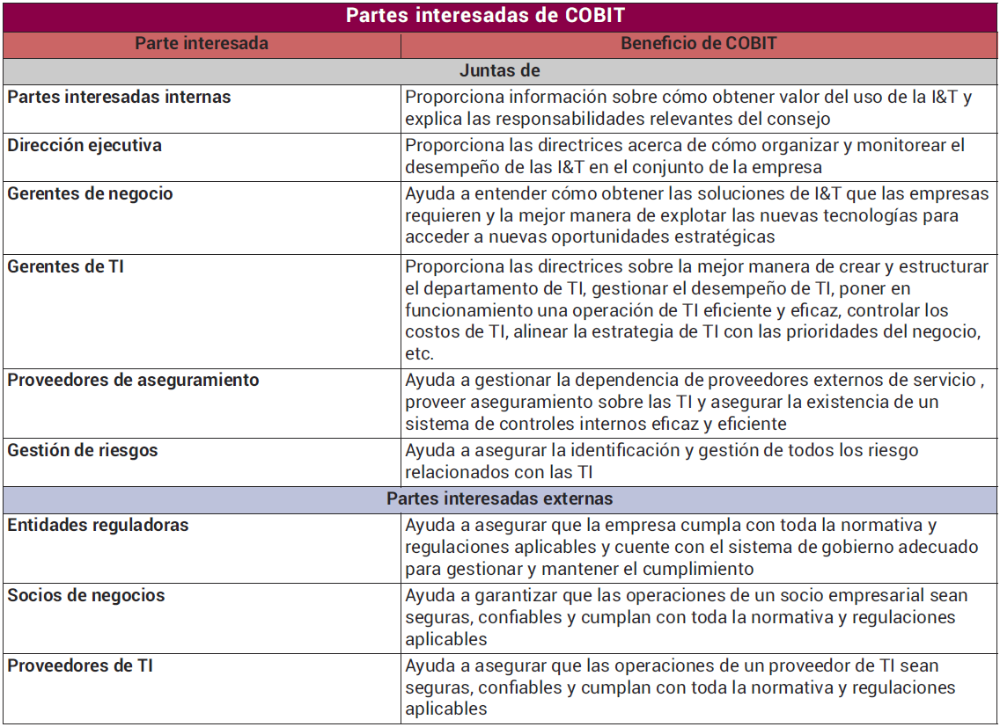 Partes interesadas de COBIT
Parte interesada
Beneficio de COBIT
Juntas de
Partes interesadas internas
Proporciona información sobre cómo obtener valor del uso de la I&T y
explica las responsabilidades relevantes del consejo
Dirección ejecutiva
Proporciona las directrices acerca de cómo organizar y monitorear el
desempeño de las I&T en el conjunto de la empresa
Gerentes de negocio
Ayuda a entender cómo obtener las soluciones de I&T que las empresas
requieren y la mejor manera de explotar las nuevas tecnologías para
acceder a nuevas oportunidades estratégicas
Gerentes de TI
Proporciona las directrices sobre la mejor manera de crear y estructurar
el departamento de TI, gestionar el desempeño de TI, poner en
funcionamiento una operación de TI eficiente y eficaz, controlar los
costos de TI, alinear la estrategia de TI con las prioridades del negocio,
etc.
Proveedores de aseguramiento
Ayuda a gestionar la dependencia de proveedores externos de servicio ,
proveer aseguramiento sobre las TI y asegurar la existencia de un
sistema de controles internos eficaz y eficiente
Gestión de riesgos
Ayuda a asegurar la identificación y gestión de todos los riesgo
relacionados con las TI
Partes interesadas externas
Entidades reguladoras
Ayuda a asegurar que la empresa cumpla con toda la normativa y
regulaciones aplicables y cuente con el sistema de gobierno adecuado
para gestionar y mantener el cumplimiento
Socios de negocios
Ayuda a garantizar que las operaciones de un socio empresarial sean
seguras, confiables y cumplan con toda la normativa y regulaciones
aplicables
Proveedores de TI
Ayuda a asegurar que las operaciones de un proveedor de TI sean
seguras, confiables y cumplan con toda la normativa y regulaciones
aplicables